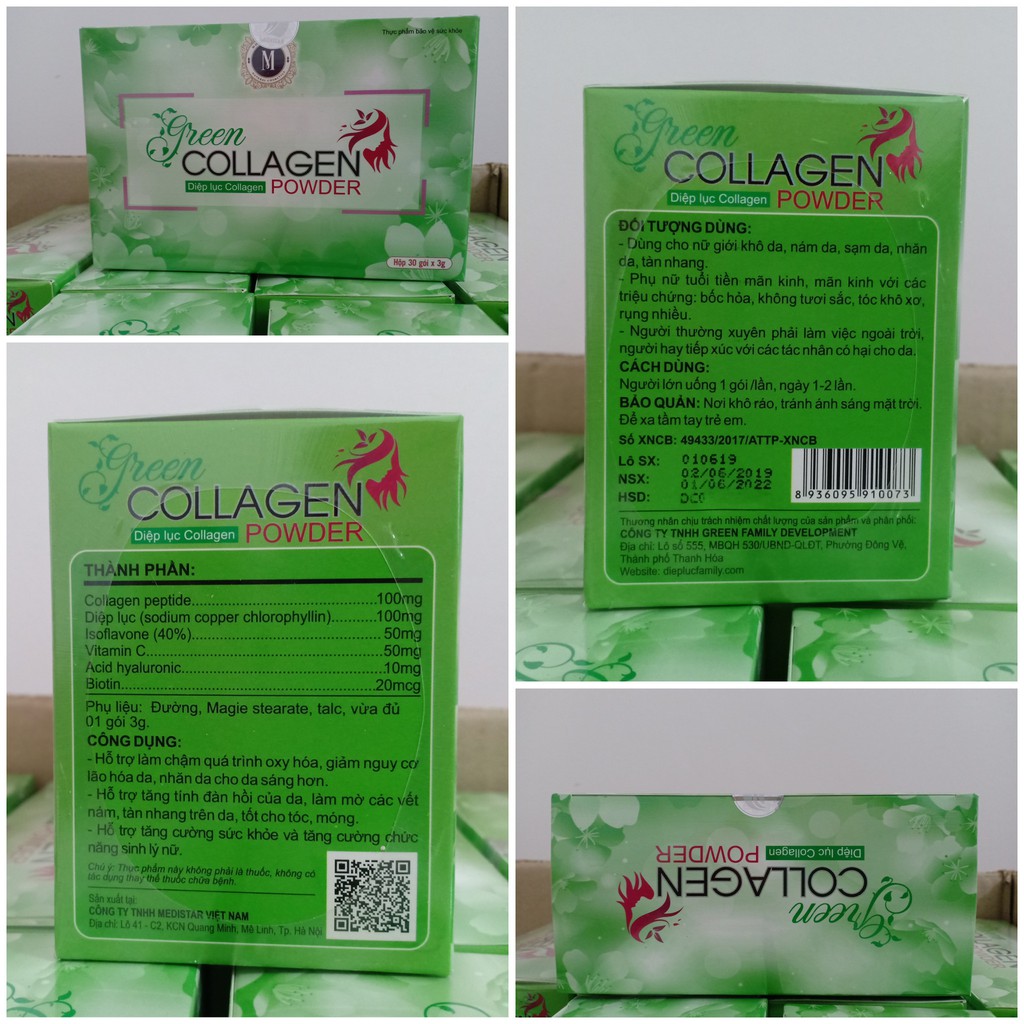 Thực phẩm bảo vệ sức khỏe
M
Green
COLLAGEN
Diệp lục Collagen POWDER
Hộp 30 gói x 3g
Green
COLLAGEN
Diệp lục Collagen POWDER
ĐỐI TƯỢNG DÙNG:
- Dùng cho nữ giới khô da, nám da, sạm da, nhăn
da, tàn nhang.
- Phụ nữ tuổi tiền mãn kinh, mãn kinh với các
triệu chứng: bốc hỏa, không tươi sắc, tóc khô xơ,
rụng nhiều.
- Người thường xuyên phải làm việc ngoài trời,
người hay tiếp xúc với các tác nhân có hại cho da.
CÁCH DÙNG:
Người lớn uống 1 gói/lần, ngày 1-2 lần.
BẢO QUẢN: Nơi khô ráo, tránh ánh sáng mặt trời.
Để xa tầm tay trẻ em.
Số XNCB: 49433/2017/ATTP-XNCB
Lô SX: 010619
NSX: 02/06/2019
HSD: 01/06/2022
8 936095 910073
Thương nhân chịu trách nhiệm chất lượng của sản phẩm và phân phối:
CÔNG TY TNHH GREEN FAMILY DEVELOPMENT
Địa chỉ: Lô số 555, MBQH 530/UBND-QLĐT, Phường Đông Vệ,
Thành phố Thanh Hóa
Website: dieplucfamily.com
Green
COLLAGEN
Diệp lục Collagen POWDER
THÀNH PHẦN:
Collagen peptide..............................100mg
Diệp lục (sodium copper chlorophyllin)...........100mg
Isoflavone (40%)..............................50mg
Vitamin C..............................50mg
Acid hyaluronic..............................10mg
Biotin..............................20mcg
Phụ liệu: Đường, Magie stearate, talc, vừa đủ
01 gói 3g.
CÔNG DỤNG:
- Hỗ trợ làm chậm quá trình oxy hóa, giảm nguy cơ
lão hóa da, nhăn da cho da sáng hơn.
- Hỗ trợ tăng tính đàn hồi của da, làm mờ các vết
nám, tàn nhang trên da, tốt cho tóc, móng.
- Hỗ trợ tăng cường sức khỏe và tăng cường chức
năng sinh lý nữ.
Chú ý: Thực phẩm này không phải là thuốc, không có
tác dụng thay thế thuốc chữa bệnh.
Sản xuất tại:
CÔNG TY TNHH MEDISTAR VIỆT NAM
Địa chỉ: Lô 41 - C2, KCN Quang Minh, Mê Linh, Tp. Hà Nội
Green
COLLAGEN
Diệp lục Collagen POWDER